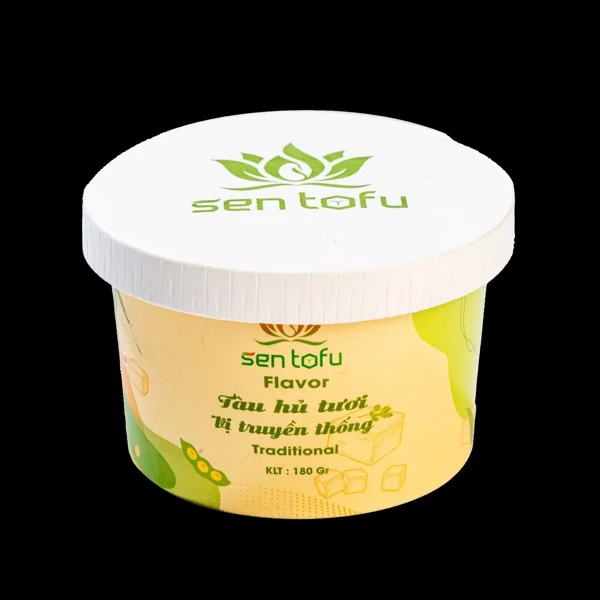 sen tofu
sen tofu
Flavor
Tàu hủ tươi
Vị truyền thống
Traditional
KLT : 180 Gr